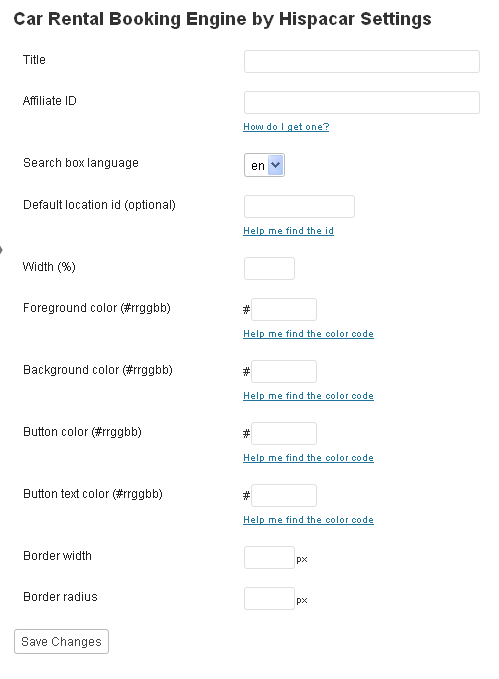 Car Rental Booking Engine by Hispacar Settings
Title
Affiliate ID
How do I get one?
Search box language
en
Default location id (optional)
Help me find the id
Width (%)
Foreground color (#rrggbb)
#
Help me find the color code
Background color (#rrggbb)
#
Help me find the color code
Button color (#rrggbb)
#
Help me find the color code
Button text color (#rrggbb)
#
Help me find the color code
Border width
px
Border radius
px
Save Changes